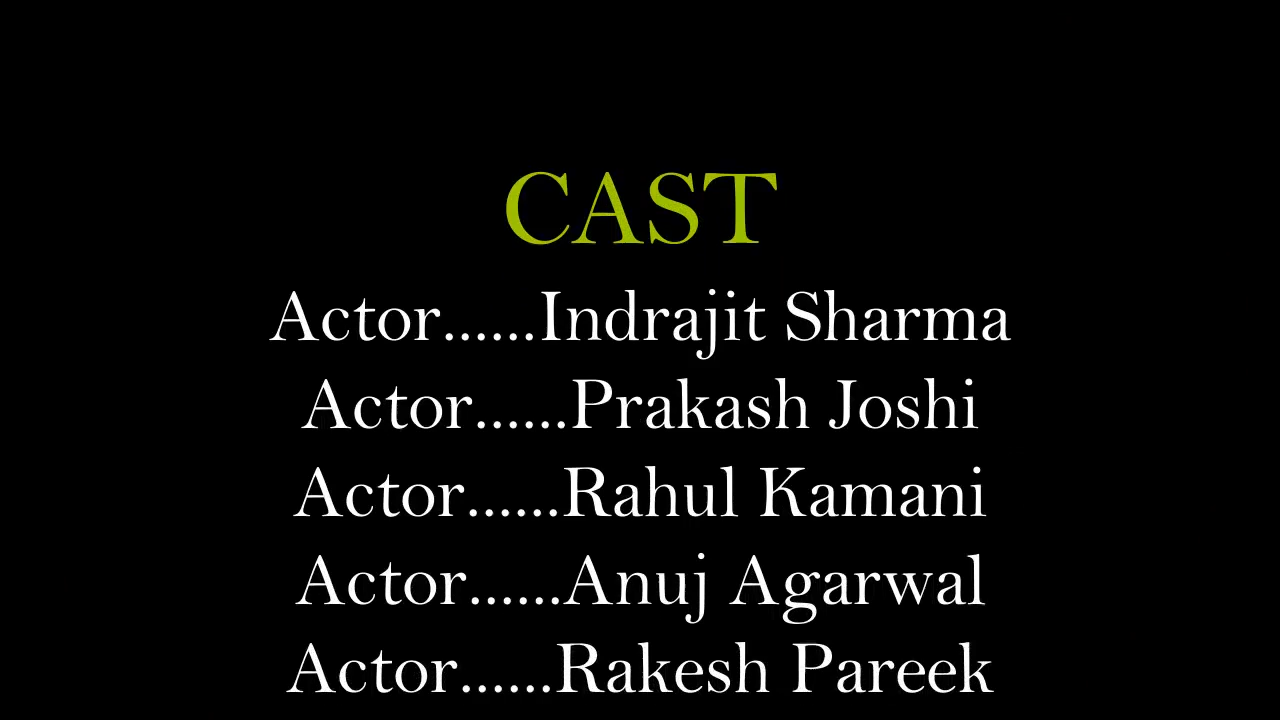 CAST
Actor......Indrajit Sharma
Actor......Prakash Joshi
Actor......Rahul Kamani
Actor......Anuj Agarwal
Actor......Rakesh Pareek